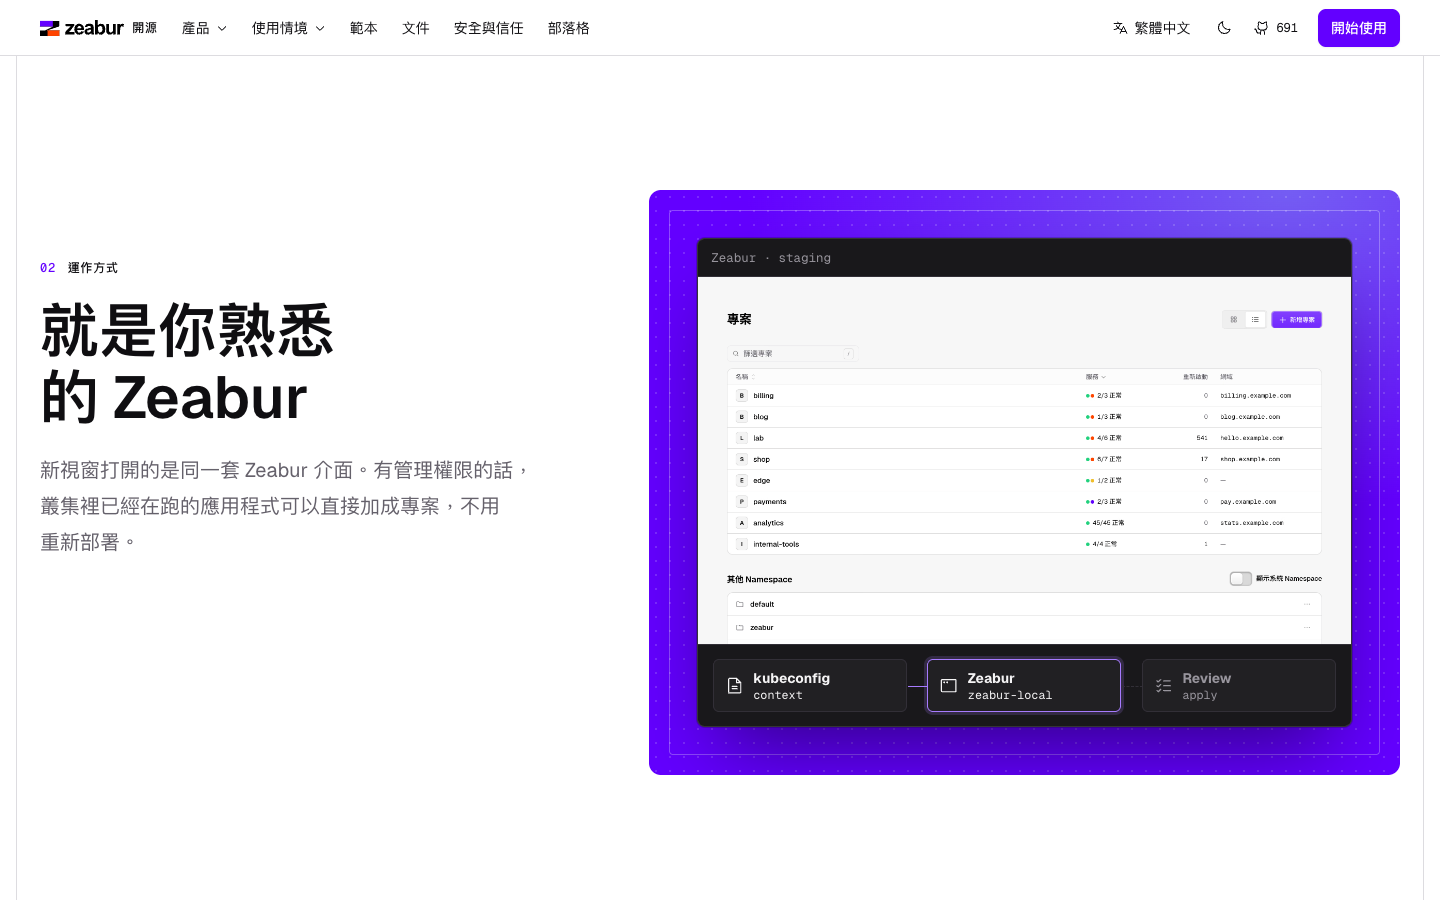 zeabur 開源 產品 使用情境 範本 文件 安全與信任 部落格 繁體中文 691 開始使用
02 運作方式
就是你熟悉
的 Zeabur
新視窗打開的是同一套 Zeabur 介面。有管理權限的話，
叢集裡已經在跑的應用程式可以直接加成專案，不用
重新部署。
Zeabur · staging
專案
新增專案
篩選專案 /
名稱 服務 重新啟動 網域
B billing 2/3 正常 0 billing.example.com
B blog 1/3 正常 0 blog.example.com
L lab 4/6 正常 541 hello.example.com
S shop 6/7 正常 17 shop.example.com
E edge 1/2 正常 0 —
P payments 2/3 正常 0 pay.example.com
A analytics 45/45 正常 0 stats.example.com
I internal-tools 4/4 正常 1 —
其他 Namespace 顯示系統 Namespace
default
zeabur
kubeconfig
context
Zeabur
zeabur-local
Review
apply